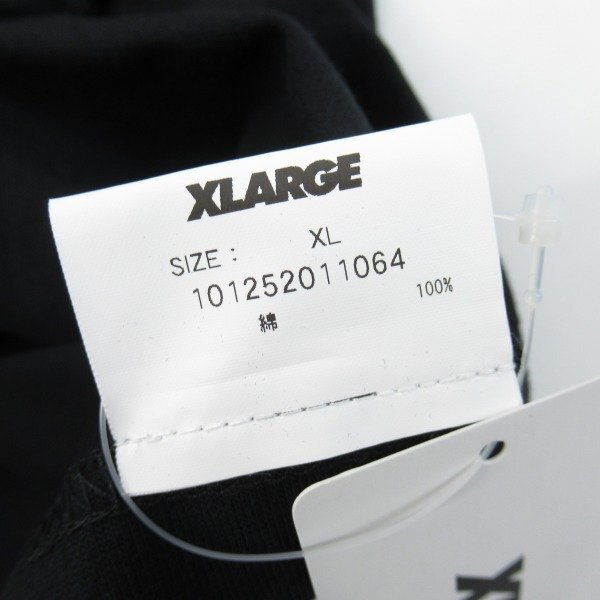 XLARGE
SIZE : XL
101252011064
綿 100%